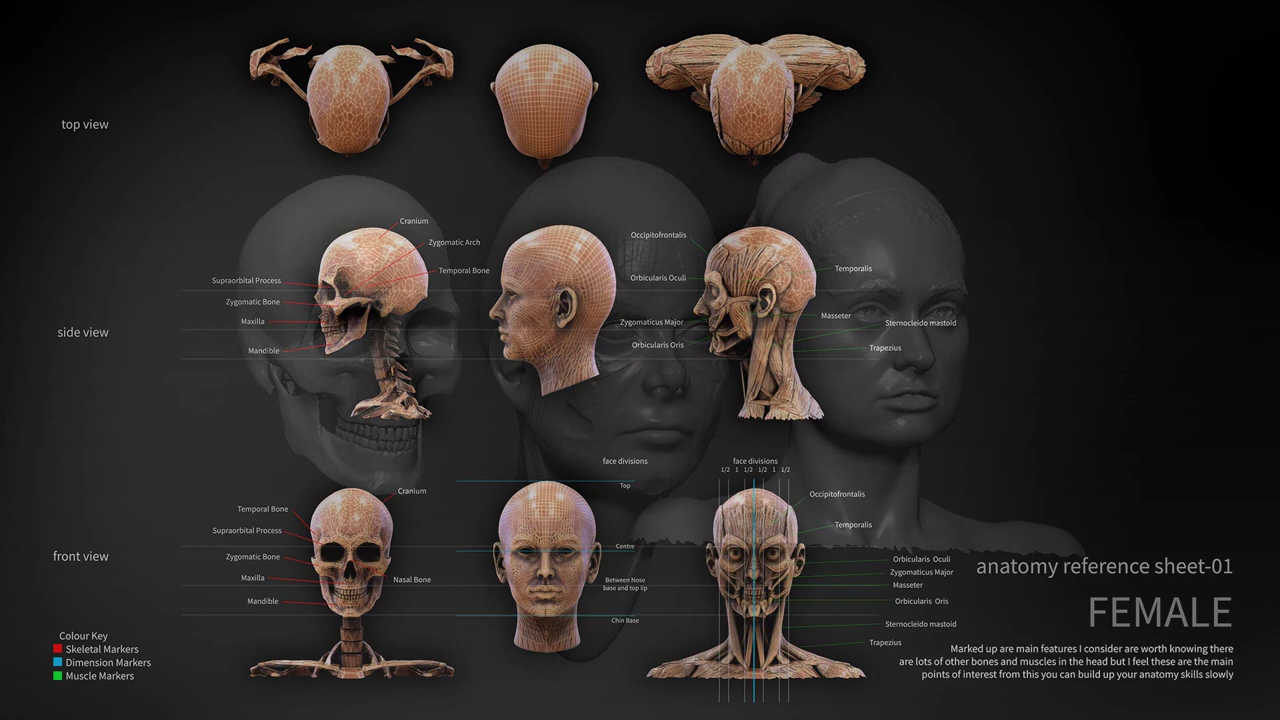 top view
Cranium
Zygomatic Arch
Temporal Bone
Supraorbital Process
Zygomatic Bone
Maxilla
Mandible
side view
Occipitofrontalis
Orbicularis Oculi
Zygomaticus Major
Orbicularis Oris
Temporalis
Masseter
Sternocleido mastoid
Trapezius
front view
Cranium
Temporal Bone
Supraorbital Process
Zygomatic Bone
Maxilla
Nasal Bone
Mandible
face divisions
Top
Centre
Between Nose
base and top lip
Chin Base
face divisions
1/2 1 1/2 1/2 1 1/2
Occipitofrontalis
Temporalis
Orbicularis Oculi
Zygomaticus Major
Masseter
Orbicularis Oris
Sternocleido mastoid
Trapezius
Colour Key
Skeletal Markers
Dimension Markers
Muscle Markers
anatomy reference sheet-01
FEMALE
Marked up are main features I consider are worth knowing there
are lots of other bones and muscles in the head but I feel these are the main
points of interest from this you can build up your anatomy skills slowly